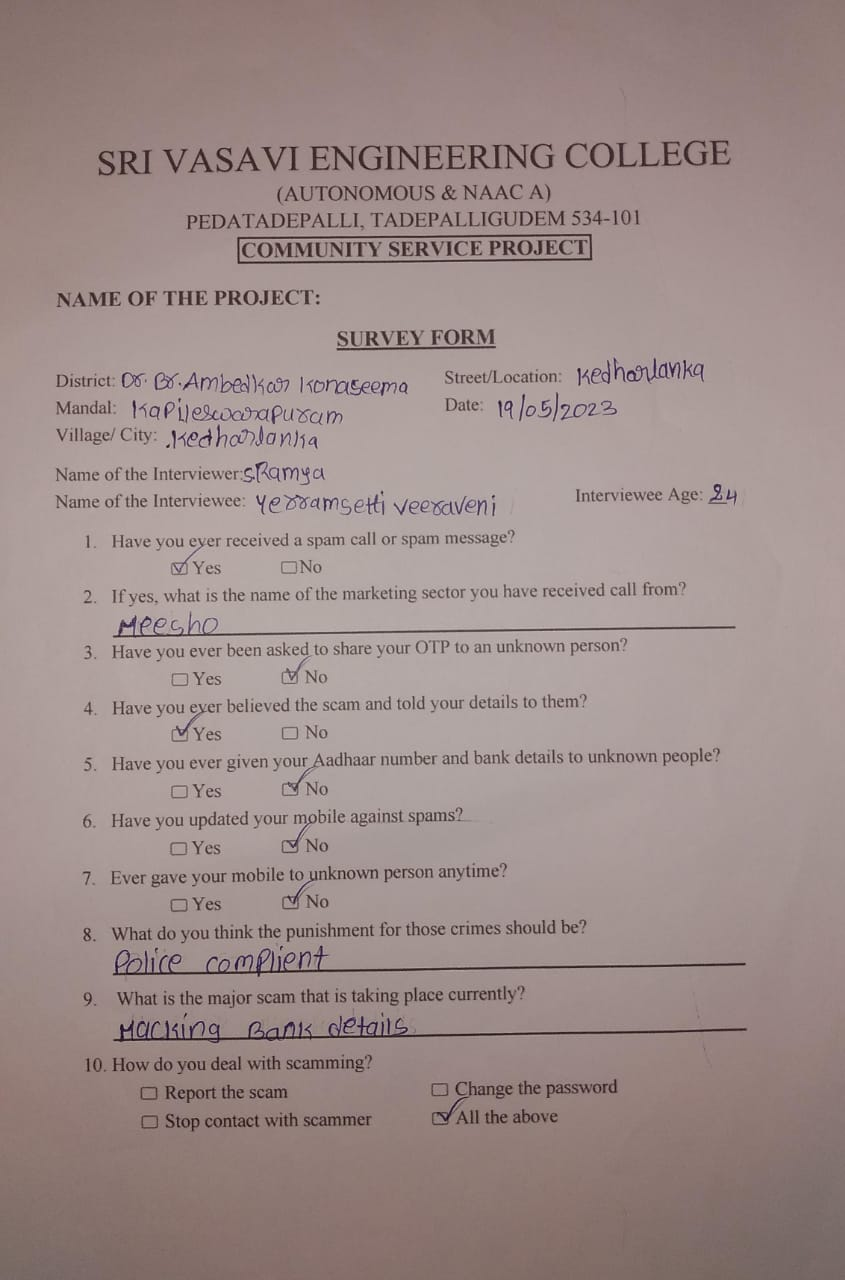 SRI VASAVI ENGINEERING COLLEGE
(AUTONOMOUS & NAAC A)
PEDATADEPALLI, TADEPALLIGUDEM 534-101
COMMUNITY SERVICE PROJECT
NAME OF THE PROJECT:
SURVEY FORM
District: Dr. Br. Ambedkar Konaseema
Street/Location: Kedharlanka
Mandal: Kapileswarapuram
Date: 19/05/2023
Village/ City: Kedharlanka
Name of the Interviewer: S Ramya
Name of the Interviewee: Yerramsetti veeraveni
Interviewee Age: 24
1. Have you ever received a spam call or spam message?
☑ Yes ☐ No
2. If yes, what is the name of the marketing sector you have received call from?
Meesho
3. Have you ever been asked to share your OTP to an unknown person?
☐ Yes ☑ No
4. Have you ever believed the scam and told your details to them?
☑ Yes ☐ No
5. Have you ever given your Aadhaar number and bank details to unknown people?
☐ Yes ☑ No
6. Have you updated your mobile against spams?
☐ Yes ☑ No
7. Ever gave your mobile to unknown person anytime?
☐ Yes ☑ No
8. What do you think the punishment for those crimes should be?
Police complient
9. What is the major scam that is taking place currently?
Hacking Bank details
10. How do you deal with scamming?
☐ Report the scam ☐ Change the password
☐ Stop contact with scammer ☑ All the above